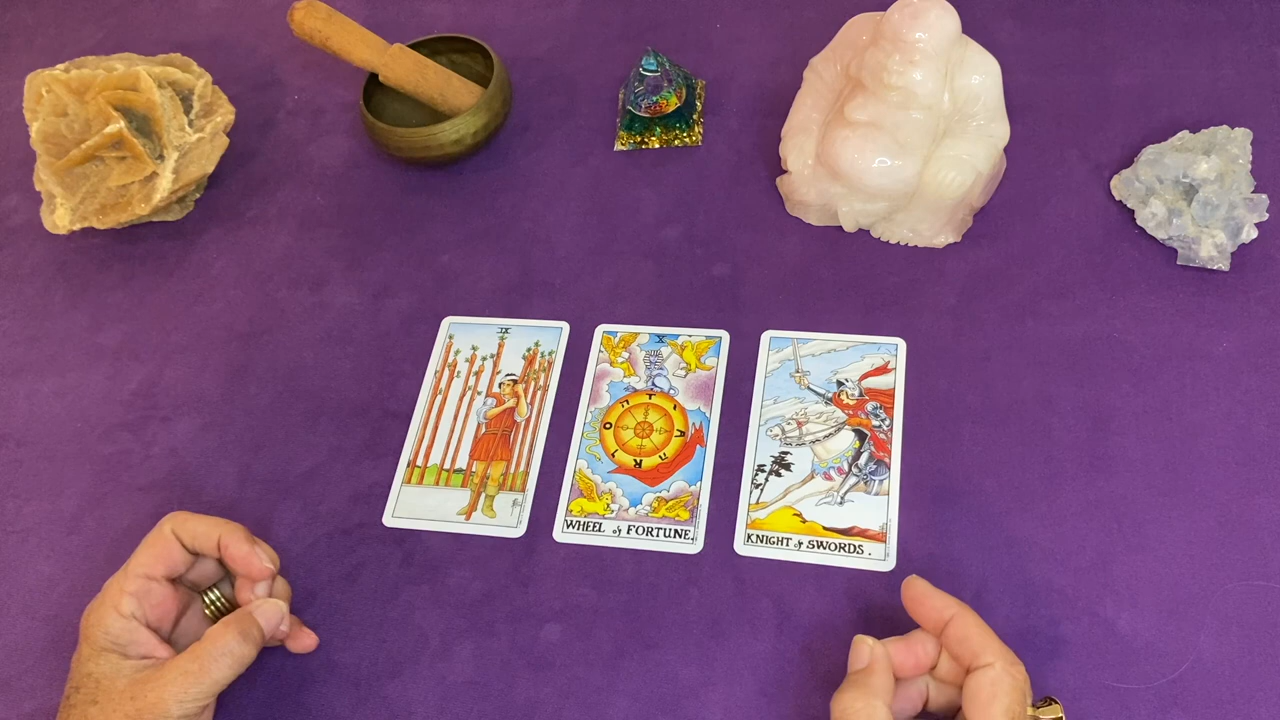 IX
X
T
A
R
O
WHEEL of FORTUNE.
KNIGHT of SWORDS.